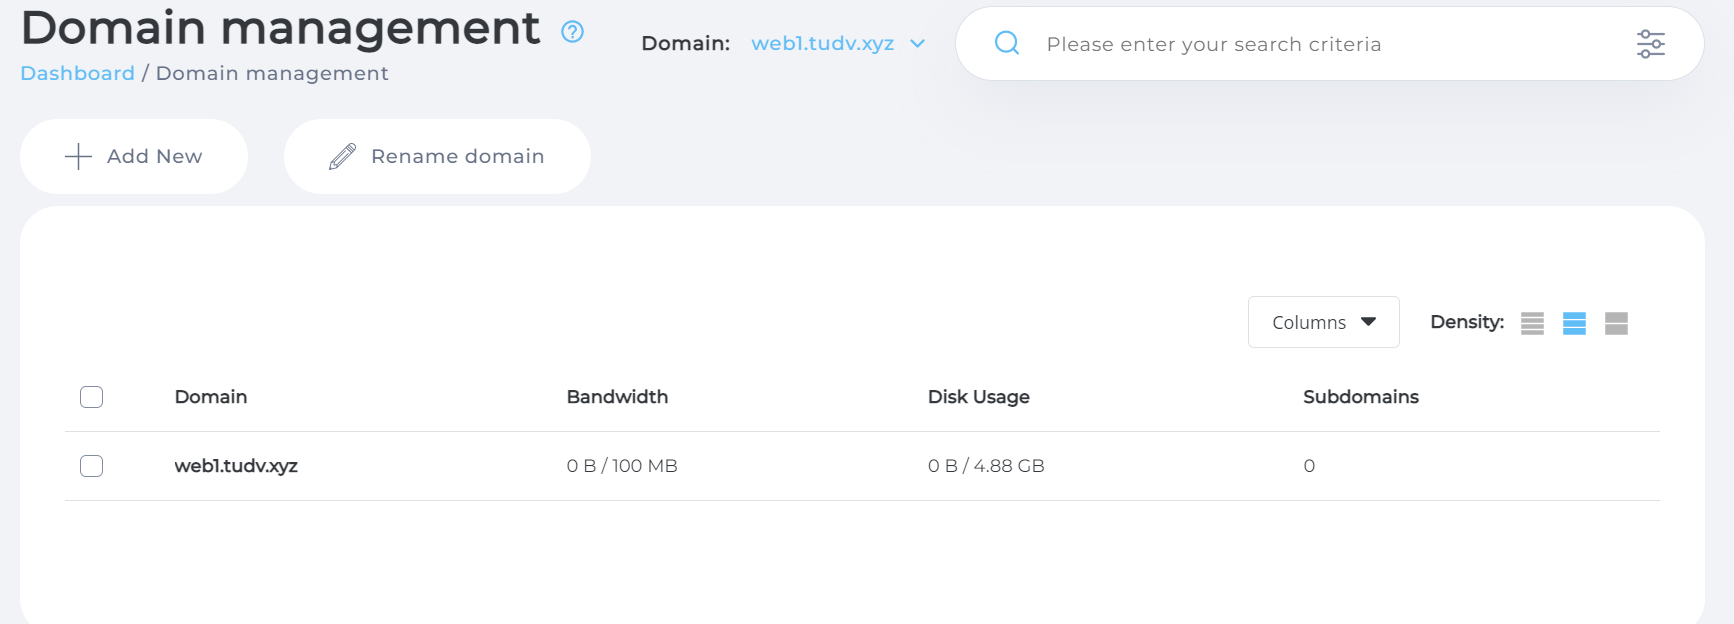 Domain management
Dashboard / Domain management
Domain: web1.tudv.xyz
Please enter your search criteria
Add New
Rename domain
Columns
Density:
Domain Bandwidth Disk Usage Subdomains
web1.tudv.xyz 0 B / 100 MB 0 B / 4.88 GB 0